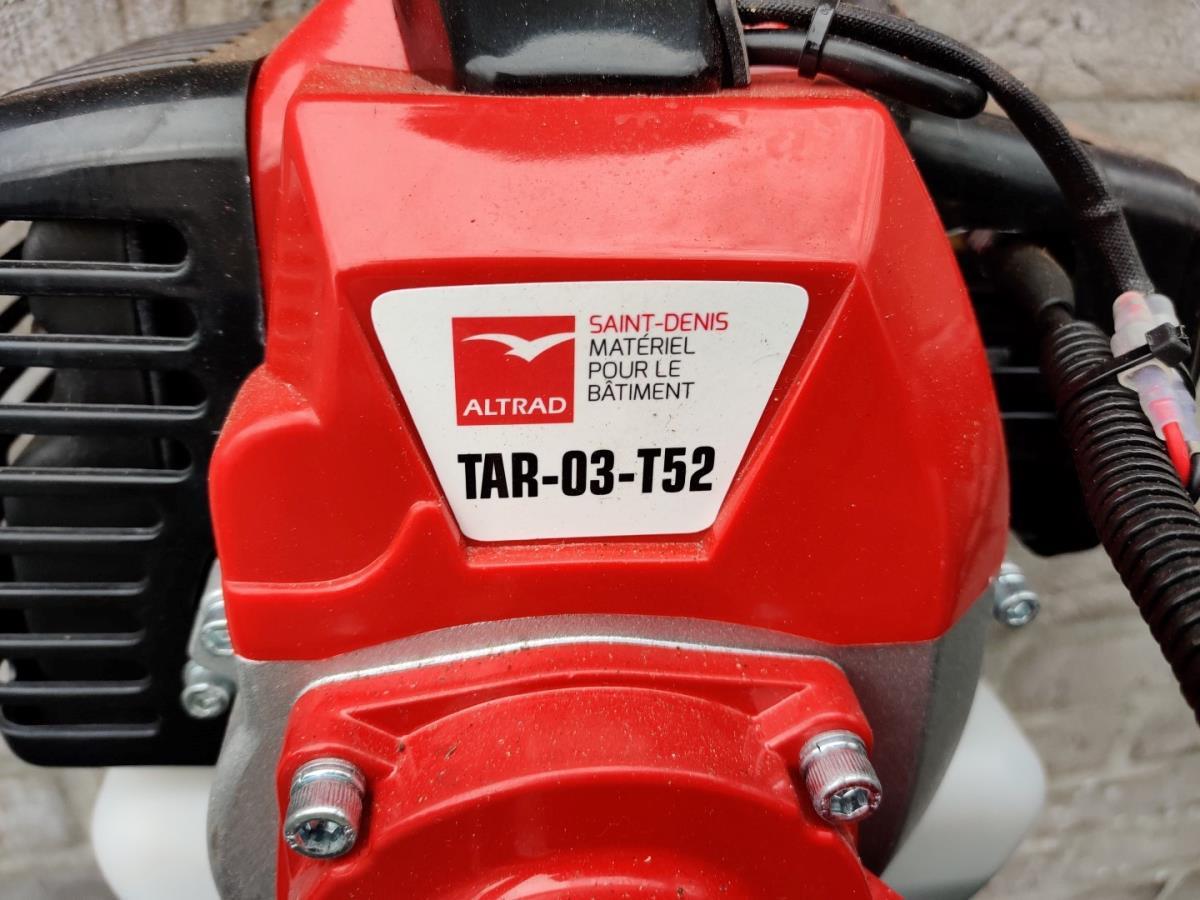 ALTRAD
SAINT-DENIS
MATÉRIEL
POUR LE
BÂTIMENT
TAR-03-T52